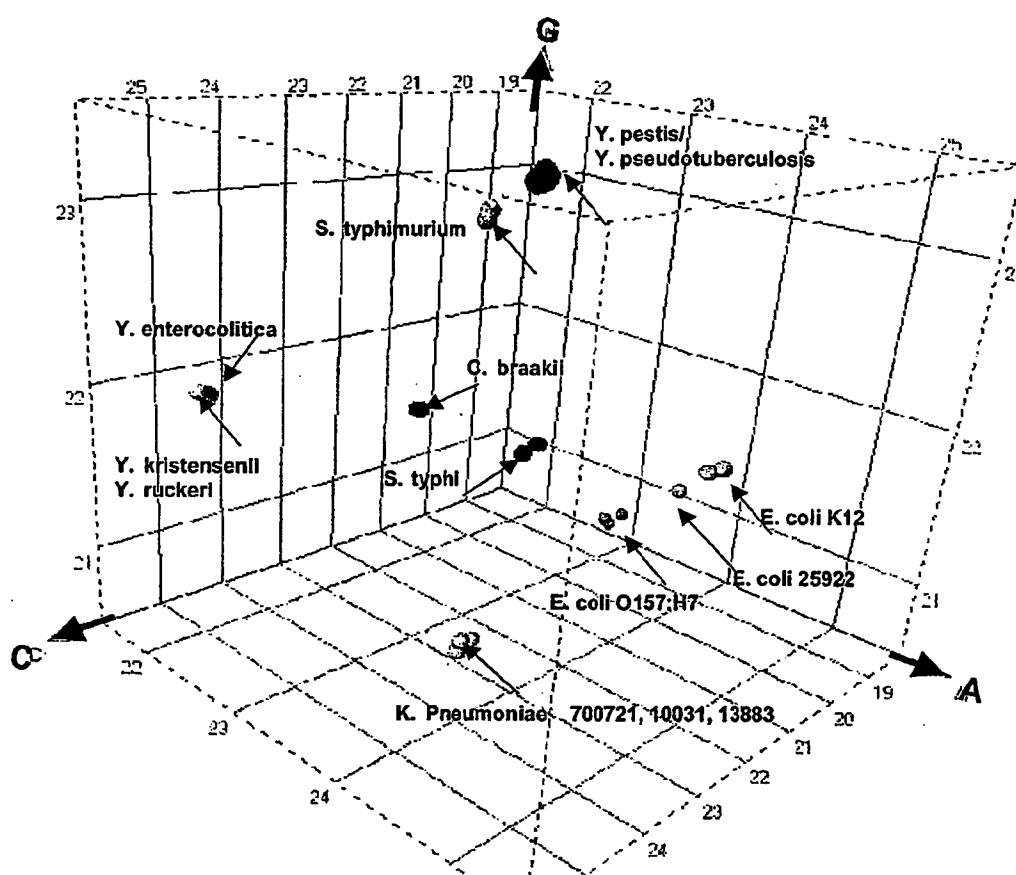 G
25 24 23 22 21 20 19 22 23 24 25
Y. pestis/
Y. pseudotuberculosis
23
S. typhimurium
Y. enterocolitica
C. braakii
22
22
Y. kristensenii
Y. ruckeri
S. typhi
E. coli K12
21
E. coli 25922
21
E. coli O157:H7
C
A
22
19
K. Pneumoniae 700721, 10031, 13883
20
23
21
22
24
23
24